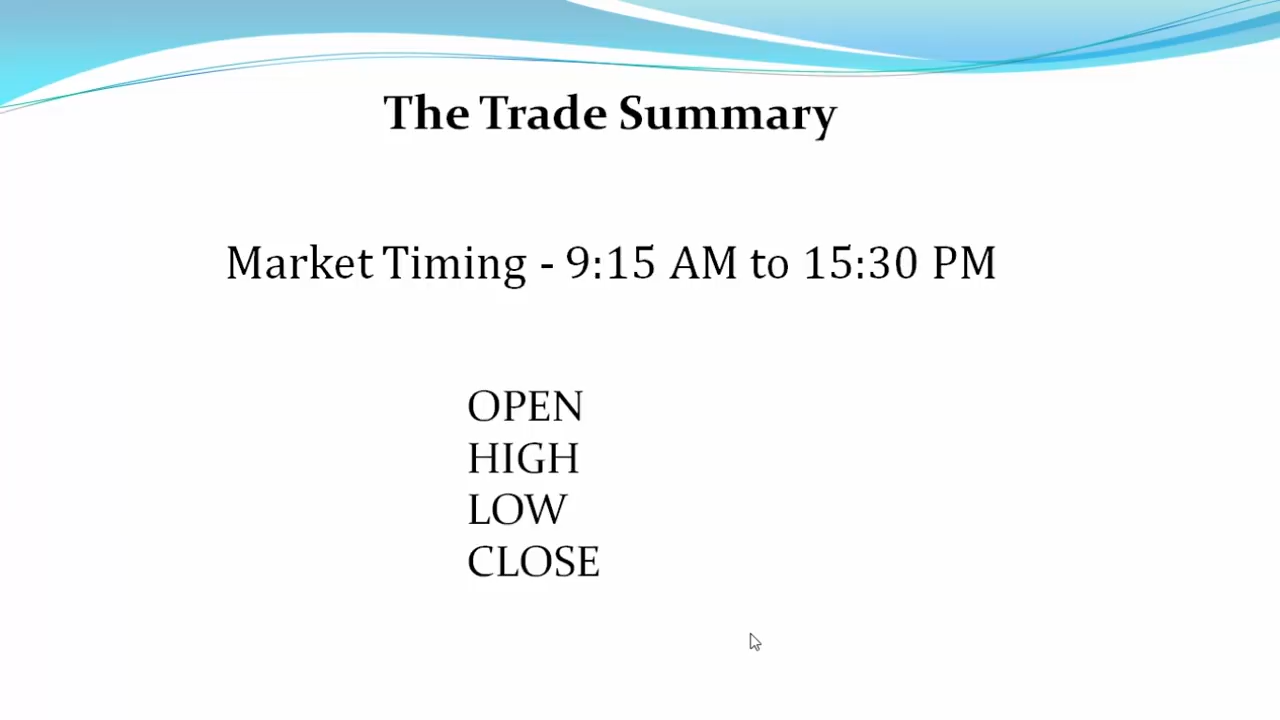 The Trade Summary
Market Timing - 9:15 AM to 15:30 PM
OPEN
HIGH
LOW
CLOSE